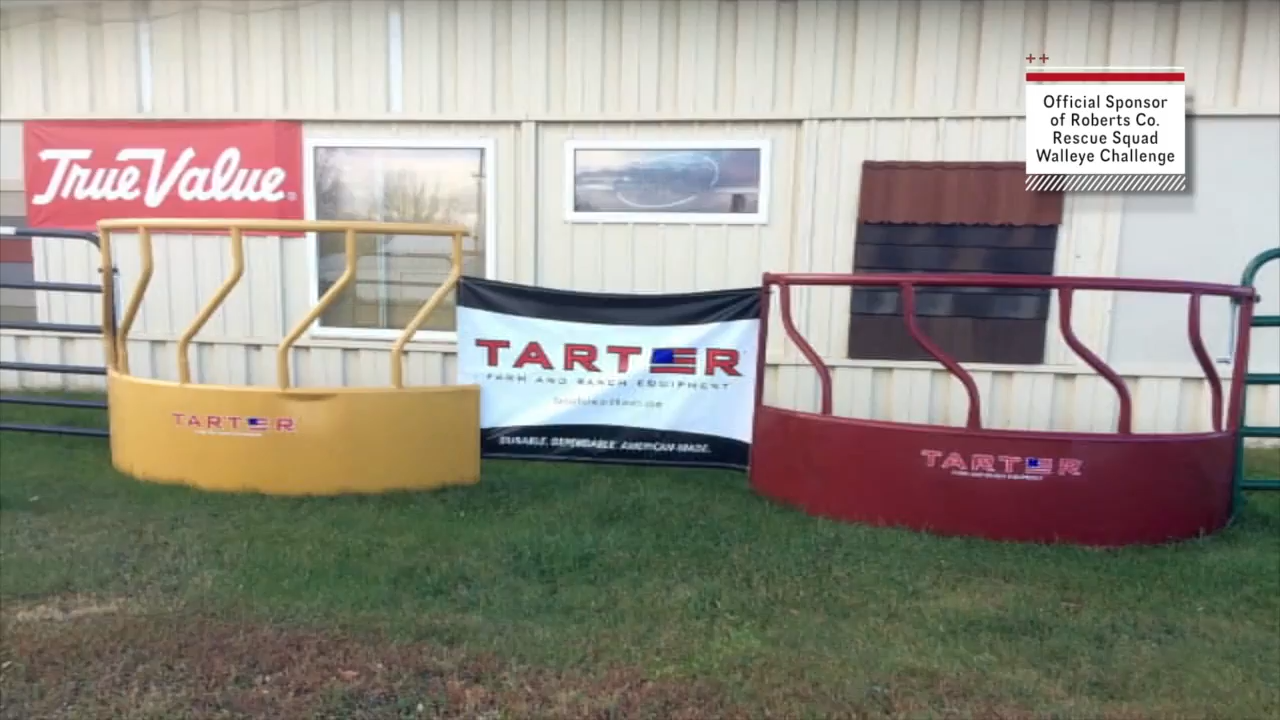 ++
Official Sponsor
of Roberts Co.
Rescue Squad
Walleye Challenge
True Value®
TARTER
FARM AND RANCH EQUIPMENT
DURABLE. DEPENDABLE. AMERICAN MADE.
TARTER
TARTER